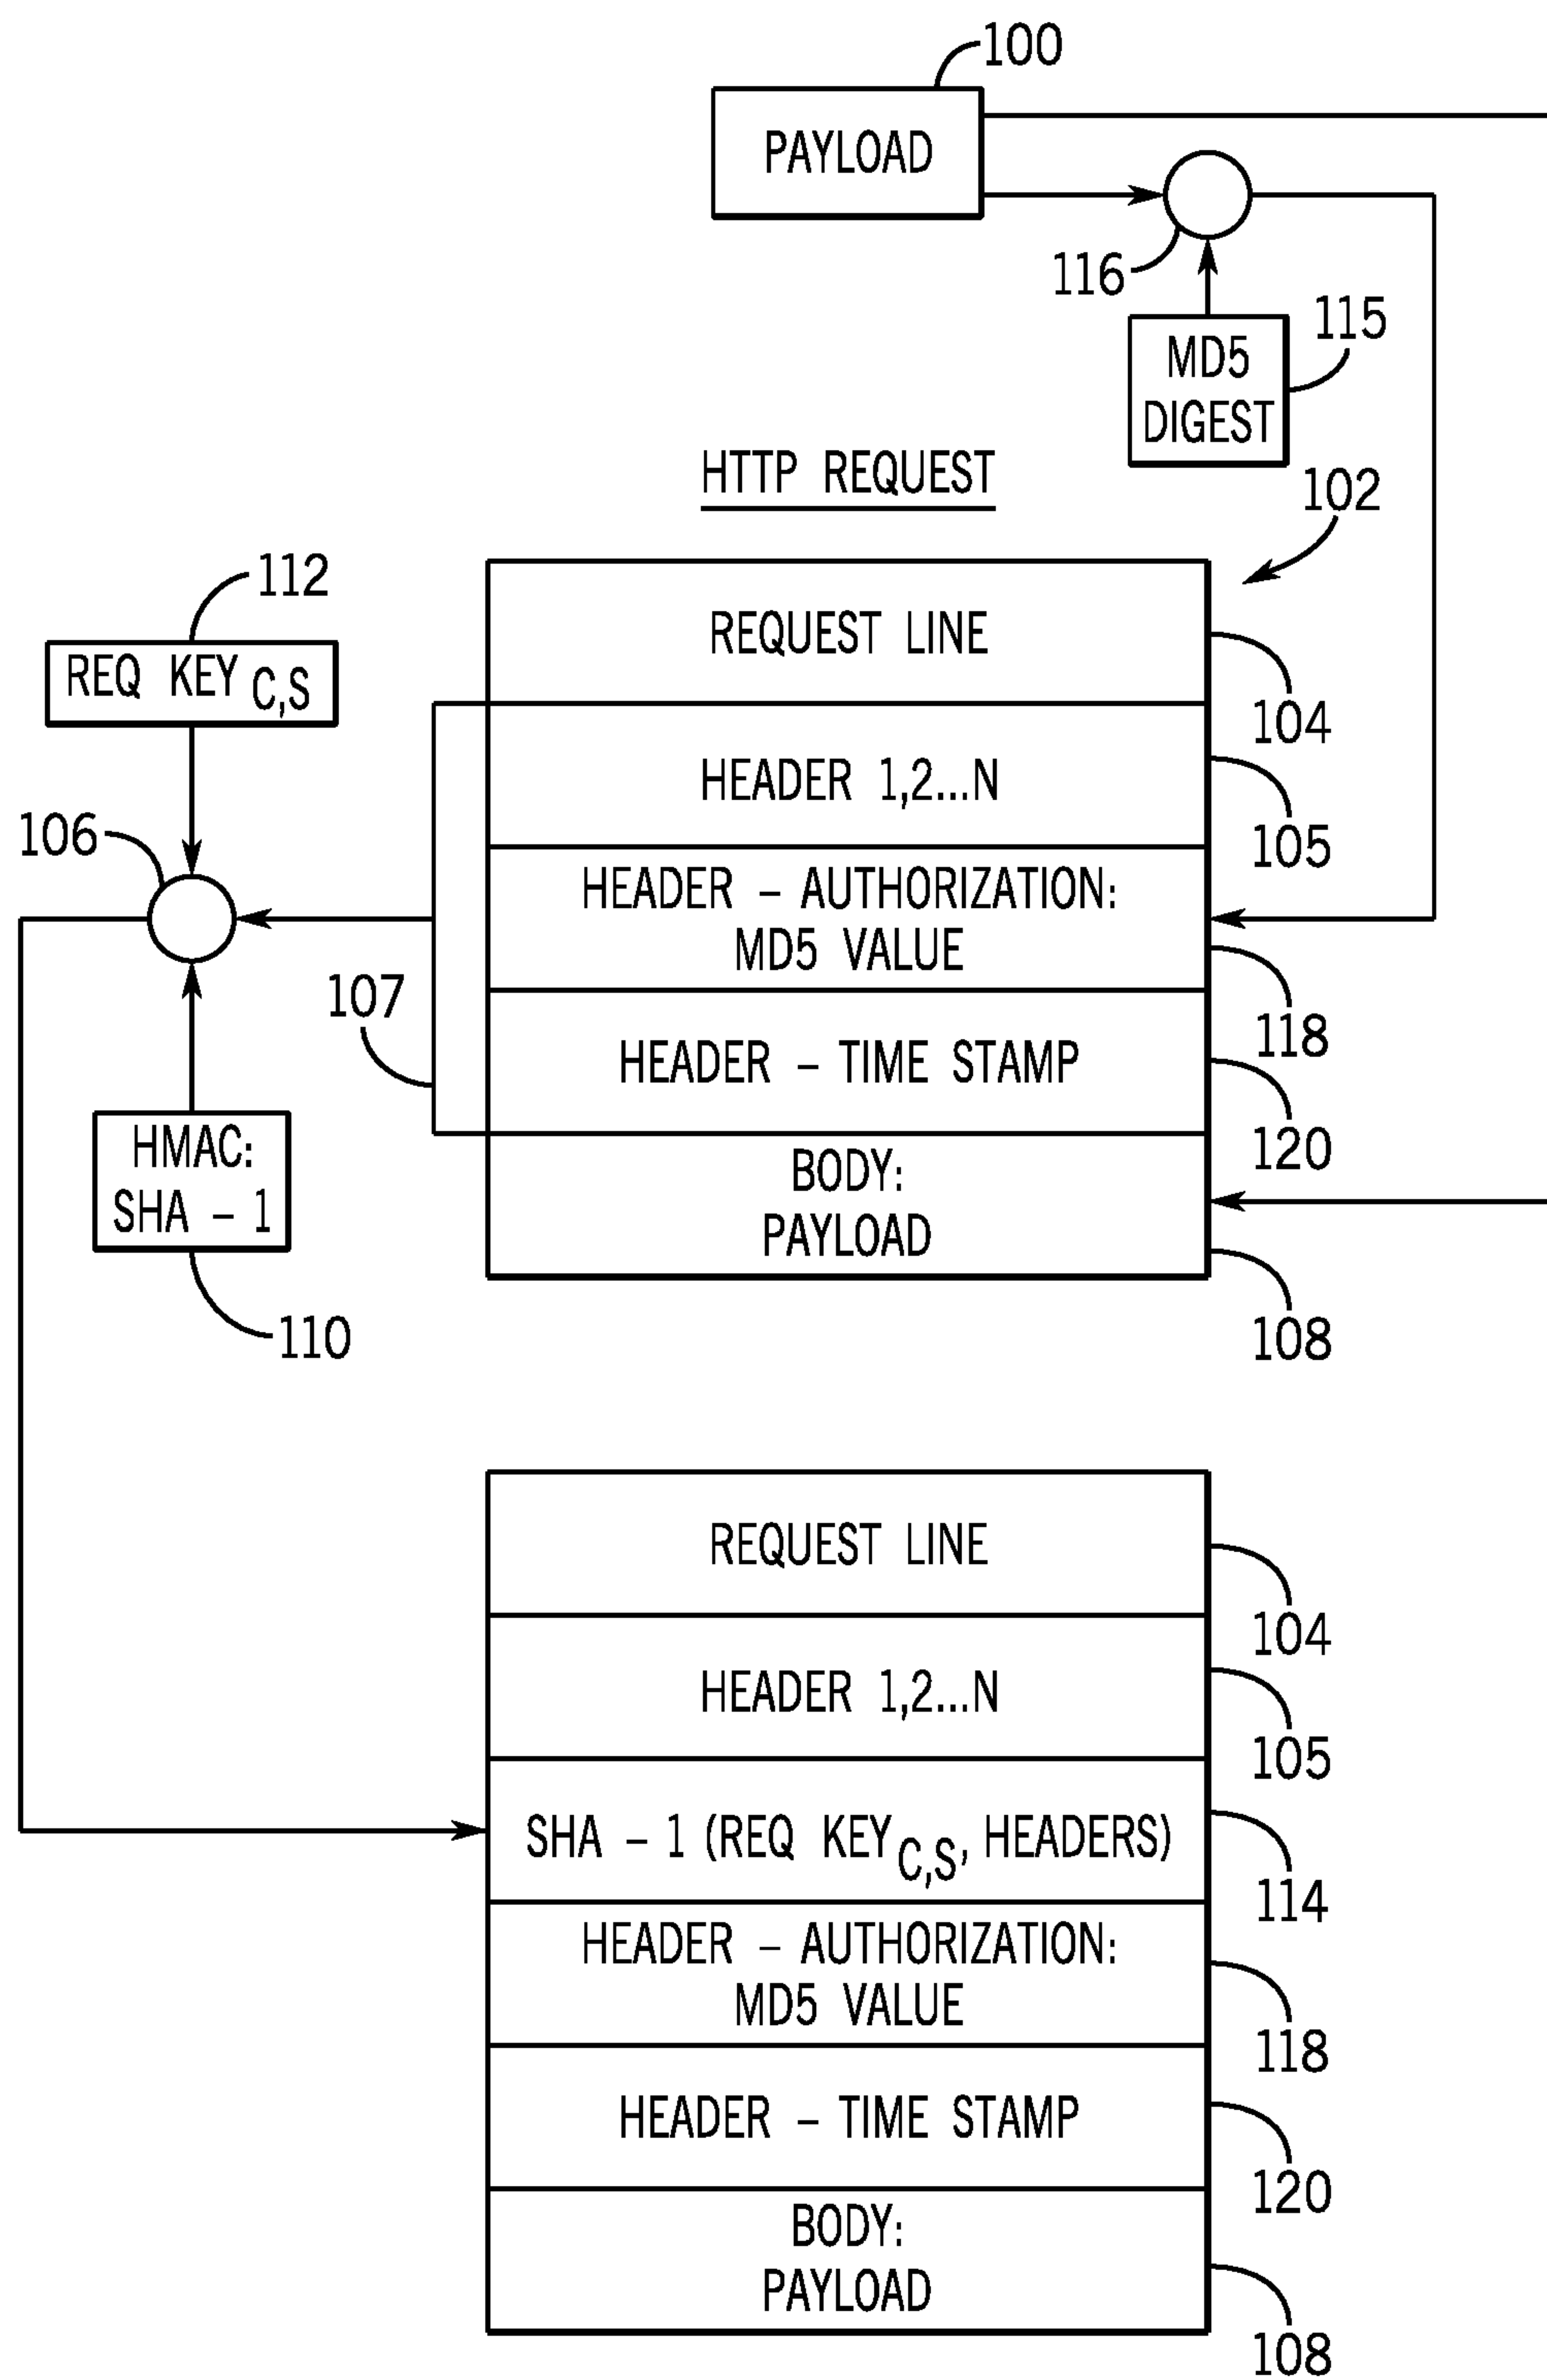 100
PAYLOAD
116
115
MD5
DIGEST
HTTP REQUEST
102
112
REQ KEY C,S
REQUEST LINE
104
HEADER 1,2...N
105
106
HEADER – AUTHORIZATION:
MD5 VALUE
118
107
HEADER – TIME STAMP
120
HMAC:
SHA – 1
110
BODY:
PAYLOAD
108
REQUEST LINE
104
HEADER 1,2...N
105
SHA – 1 (REQ KEY C,S, HEADERS)
114
HEADER – AUTHORIZATION:
MD5 VALUE
118
HEADER – TIME STAMP
120
BODY:
PAYLOAD
108